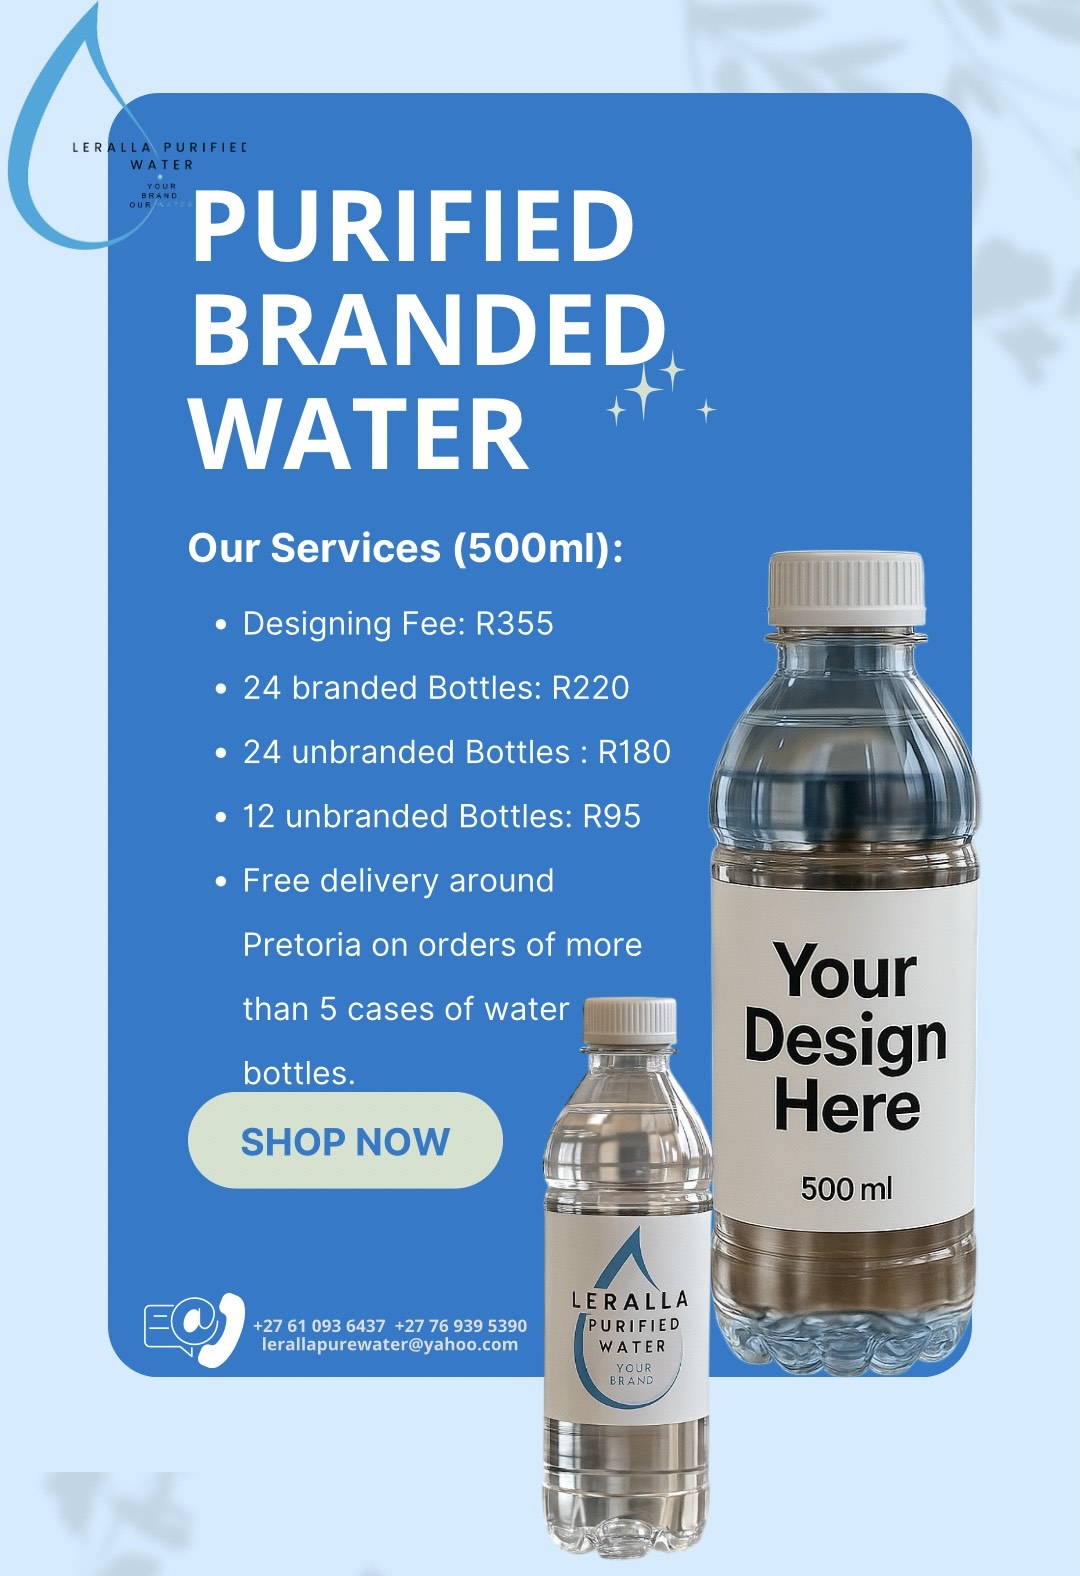 LERALLA PURIFIED
WATER
YOUR
BRAND
OUR WATER
PURIFIED
BRANDED
WATER
Our Services (500ml):
• Designing Fee: R355
• 24 branded Bottles: R220
• 24 unbranded Bottles : R180
• 12 unbranded Bottles: R95
• Free delivery around
Pretoria on orders of more
than 5 cases of water
bottles.
SHOP NOW
Your
Design
Here
500 ml
LERALLA
PURIFIED
WATER
YOUR
BRAND
@
+27 61 093 6437 +27 76 939 5390
lerallapurewater@yahoo.com